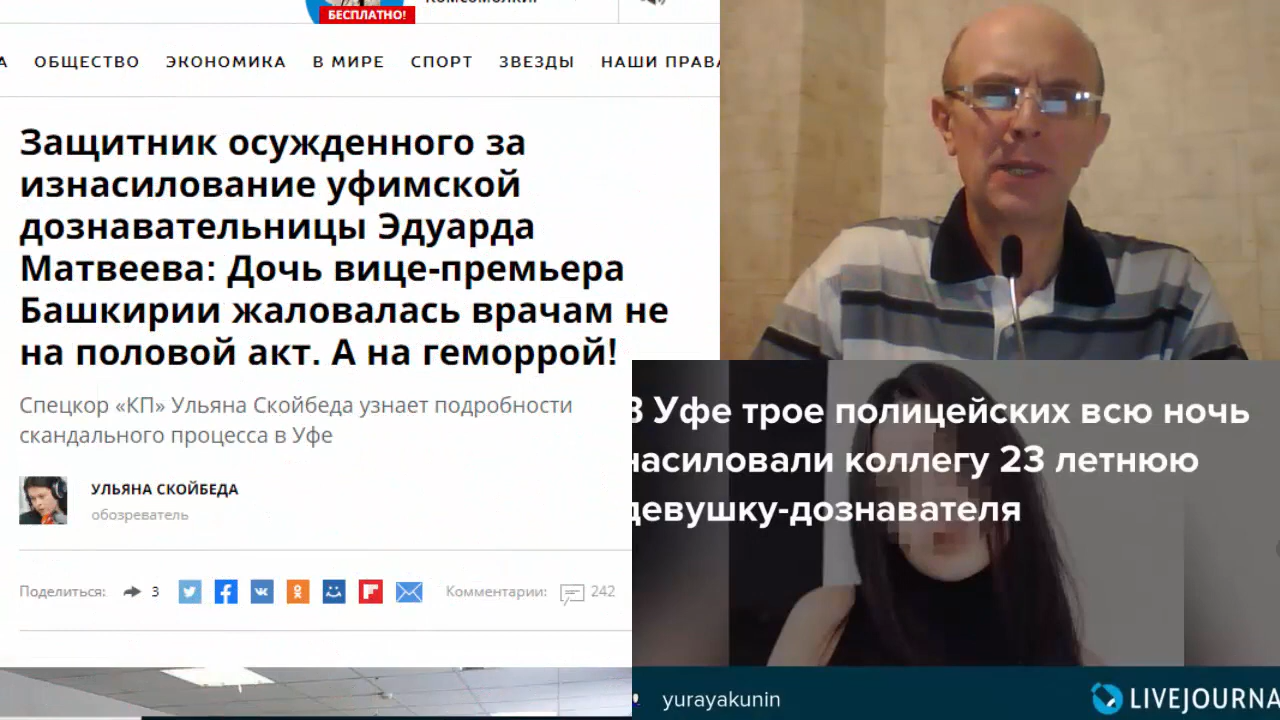 БЕСПЛАТНО!
ОБЩЕСТВО ЭКОНОМИКА В МИРЕ СПОРТ ЗВЕЗДЫ НАШИ ПРАВА
Защитник осужденного за
изнасилование уфимской
дознавательницы Эдуарда
Матвеева: Дочь вице-премьера
Башкирии жаловалась врачам не
на половой акт. А на геморрой!
Спецкор «КП» Ульяна Скойбеда узнает подробности
скандального процесса в Уфе
УЛЬЯНА СКОЙБЕДА
обозреватель
Поделиться: 3 Комментарии: 242
В Уфе трое полицейских всю ночь
насиловали коллегу 23 летнюю
девушку-дознавателя
yurayakunin
LIVEJOURNA